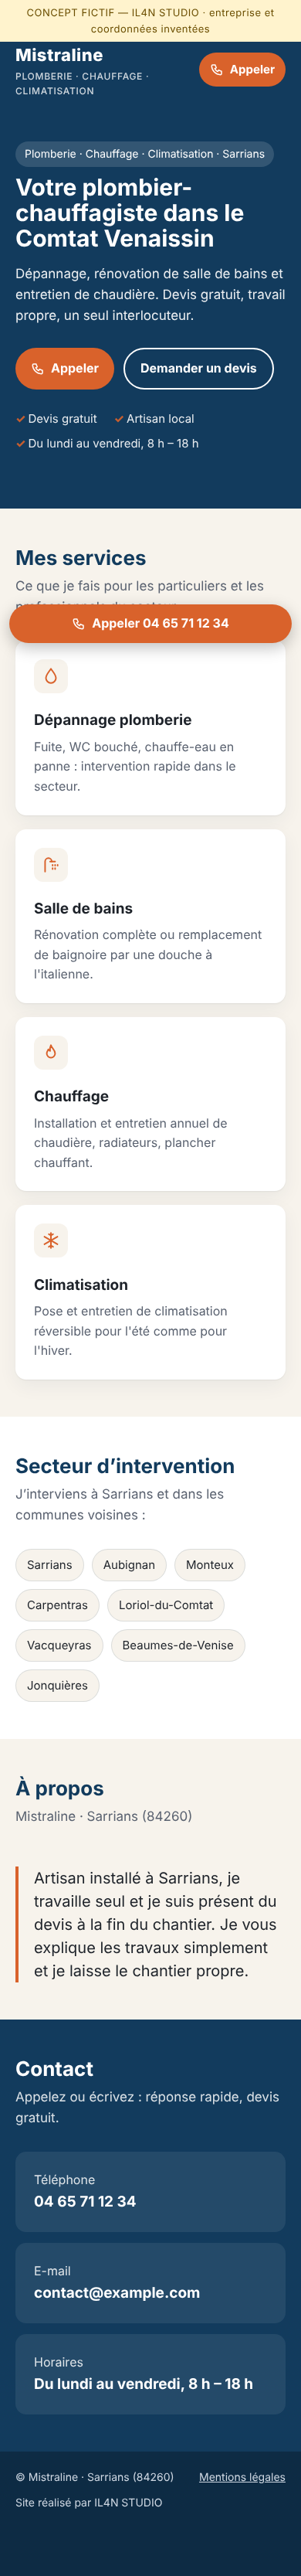 CONCEPT FICTIF — IL4N STUDIO · entreprise et
coordonnées inventées
Mistraline
PLOMBERIE · CHAUFFAGE ·
CLIMATISATION
Appeler
Plomberie · Chauffage · Climatisation · Sarrians
Votre plombier-
chauffagiste dans le
Comtat Venaissin
Dépannage, rénovation de salle de bains et
entretien de chaudière. Devis gratuit, travail
propre, un seul interlocuteur.
Appeler
Demander un devis
Devis gratuit
Artisan local
Du lundi au vendredi, 8 h – 18 h
Mes services
Ce que je fais pour les particuliers et les
Appeler 04 65 71 12 34
Dépannage plomberie
Fuite, WC bouché, chauffe-eau en
panne : intervention rapide dans le
secteur.
Salle de bains
Rénovation complète ou remplacement
de baignoire par une douche à
l'italienne.
Chauffage
Installation et entretien annuel de
chaudière, radiateurs, plancher
chauffant.
Climatisation
Pose et entretien de climatisation
réversible pour l'été comme pour
l'hiver.
Secteur d’intervention
J’interviens à Sarrians et dans les
communes voisines :
Sarrians
Aubignan
Monteux
Carpentras
Loriol-du-Comtat
Vacqueyras
Beaumes-de-Venise
Jonquières
À propos
Mistraline · Sarrians (84260)
Artisan installé à Sarrians, je
travaille seul et je suis présent du
devis à la fin du chantier. Je vous
explique les travaux simplement
et je laisse le chantier propre.
Contact
Appelez ou écrivez : réponse rapide, devis
gratuit.
Téléphone
04 65 71 12 34
E-mail
contact@example.com
Horaires
Du lundi au vendredi, 8 h – 18 h
© Mistraline · Sarrians (84260)
Mentions légales
Site réalisé par IL4N STUDIO